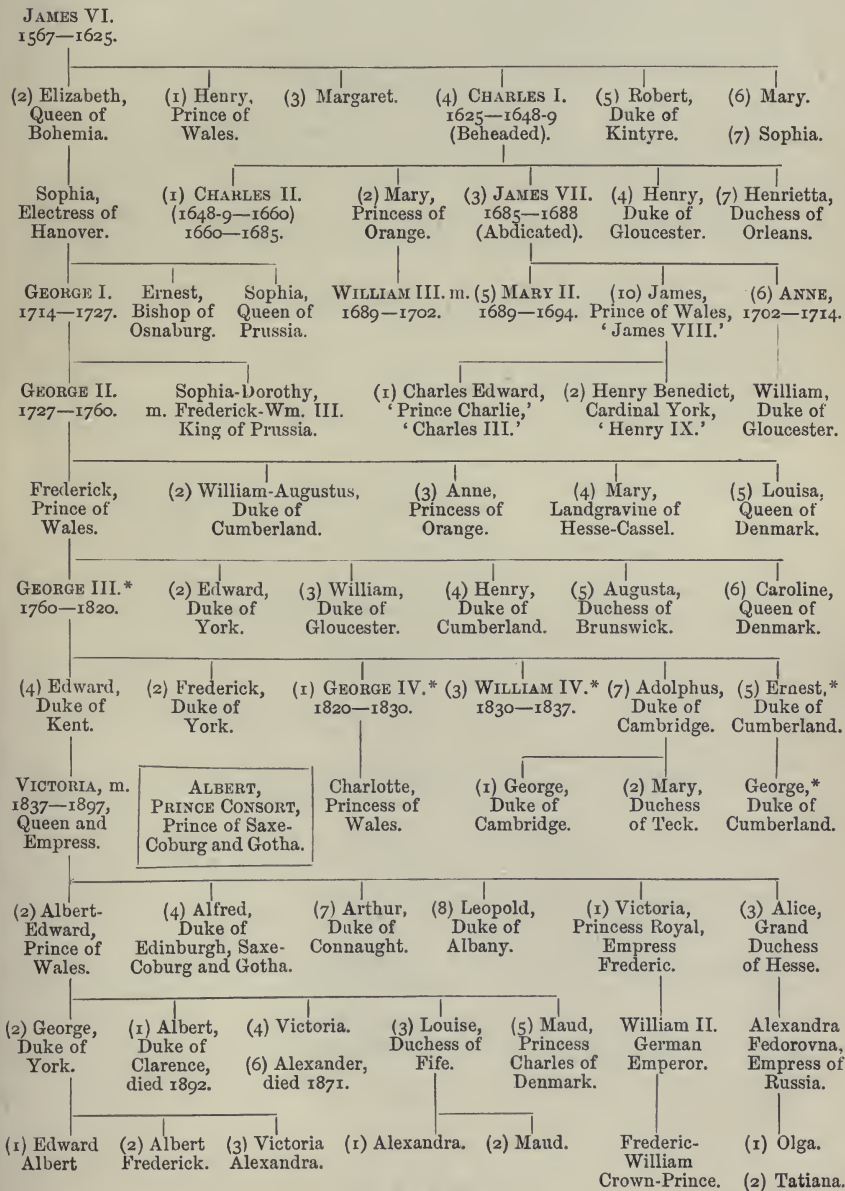 JAMES VI.
1567—1625.
(2) Elizabeth,
Queen of
Bohemia.
(1) Henry,
Prince of
Wales.
(3) Margaret.
(4) CHARLES I.
1625—1648-9
(Beheaded).
(5) Robert,
Duke of
Kintyre.
(6) Mary.
(7) Sophia.
Sophia,
Electress of
Hanover.
(1) CHARLES II.
(1648-9—1660)
1660—1685.
(2) Mary,
Princess of
Orange.
(3) JAMES VII.
1685—1688
(Abdicated).
(4) Henry,
Duke of
Gloucester.
(7) Henrietta,
Duchess of
Orleans.
GEORGE I.
1714—1727.
Ernest,
Bishop of
Osnaburg.
Sophia,
Queen of
Prussia.
WILLIAM III. m.
1689—1702.
(5) MARY II.
1689—1694.
(10) James,
Prince of Wales,
‘James VIII.’
(6) ANNE,
1702—1714.
GEORGE II.
1727—1760.
Sophia-Dorothy,
m. Frederick-Wm. III.
King of Prussia.
(1) Charles Edward,
‘Prince Charlie,’
‘Charles III.’
(2) Henry Benedict,
Cardinal York,
‘Henry IX.’
William,
Duke of
Gloucester.
Frederick,
Prince of
Wales.
(2) William-Augustus,
Duke of
Cumberland.
(3) Anne,
Princess of
Orange.
(4) Mary,
Landgravine of
Hesse-Cassel.
(5) Louisa,
Queen of
Denmark.
GEORGE III.*
1760—1820.
(2) Edward,
Duke of
York.
(3) William,
Duke of
Gloucester.
(4) Henry,
Duke of
Cumberland.
(5) Augusta,
Duchess of
Brunswick.
(6) Caroline,
Queen of
Denmark.
(4) Edward,
Duke of
Kent.
(2) Frederick,
Duke of
York.
(1) GEORGE IV.*
1820—1830.
(3) WILLIAM IV.*
1830—1837.
(7) Adolphus,
Duke of
Cambridge.
(5) Ernest,*
Duke of
Cumberland.
VICTORIA, m.
1837—1897,
Queen and
Empress.
ALBERT,
PRINCE CONSORT,
Prince of Saxe-
Coburg and Gotha.
Charlotte,
Princess of
Wales.
(1) George,
Duke of
Cambridge.
(2) Mary,
Duchess
of Teck.
George,*
Duke of
Cumberland.
(2) Albert-
Edward,
Prince of
Wales.
(4) Alfred,
Duke of
Edinburgh, Saxe-
Coburg and Gotha.
(7) Arthur,
Duke of
Connaught.
(8) Leopold,
Duke of
Albany.
(1) Victoria,
Princess Royal,
Empress
Frederic.
(3) Alice,
Grand
Duchess
of Hesse.
(2) George,
Duke of
York.
(1) Albert,
Duke of
Clarence,
died 1892.
(4) Victoria.
(6) Alexander,
died 1871.
(3) Louise,
Duchess of
Fife.
(5) Maud,
Princess
Charles of
Denmark.
William II.
German
Emperor.
Alexandra
Fedorovna,
Empress of
Russia.
(1) Edward
Albert
(2) Albert
Frederick.
(3) Victoria
Alexandra.
(1) Alexandra.
(2) Maud.
Frederic-
William
Crown-Prince.
(1) Olga.
(2) Tatiana.